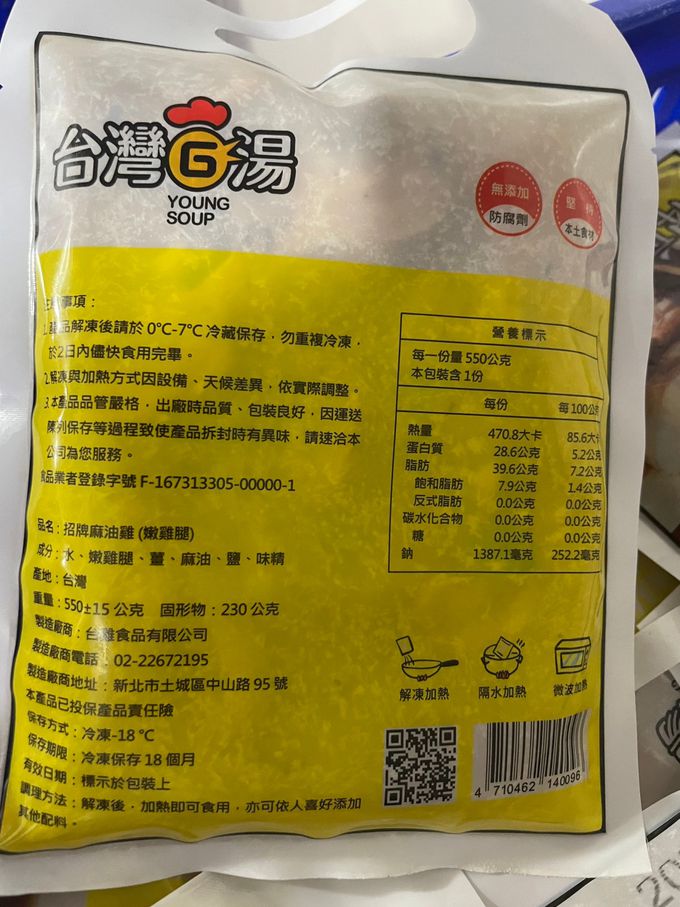 台灣G湯
YOUNG
SOUP
無添加
防腐劑
堅持
本土食材
注意事項：
1.產品解凍後請於 0°C-7°C 冷藏保存，勿重複冷凍，
於2日內儘快食用完畢。
2.解凍與加熱方式因設備、天候差異，依實際調整。
3.本產品品管嚴格，出廠時品質、包裝良好，因運送
陳列保存等過程致使產品拆封時有異味，請速洽本
公司為您服務。
食品業者登錄字號 F-167313305-00000-1
品名：招牌麻油雞 (嫩雞腿)
成分：水、嫩雞腿、薑、麻油、鹽、味精
產地：台灣
重量：550±15 公克 固形物：230 公克
製造廠商：台雞食品有限公司
製造廠商電話：02-22672195
製造廠商地址：新北市土城區中山路 95 號
本產品已投保產品責任險
保存方式：冷凍-18 °C
保存期限：冷凍保存 18 個月
有效日期：標示於包裝上
調理方法：解凍後，加熱即可食用，亦可依人喜好添加
其他配料。
營養標示
每一份量 550公克
本包裝含 1份
每份 每 100公克
熱量 470.8大卡 85.6大卡
蛋白質 28.6公克 5.2公克
脂肪 39.6公克 7.2公克
飽和脂肪 7.9公克 1.4公克
反式脂肪 0.0公克 0.0公克
碳水化合物 0.0公克 0.0公克
糖 0.0公克 0.0公克
鈉 1387.1毫克 252.2毫克
解凍加熱 隔水加熱 微波加熱
4 710462 140096